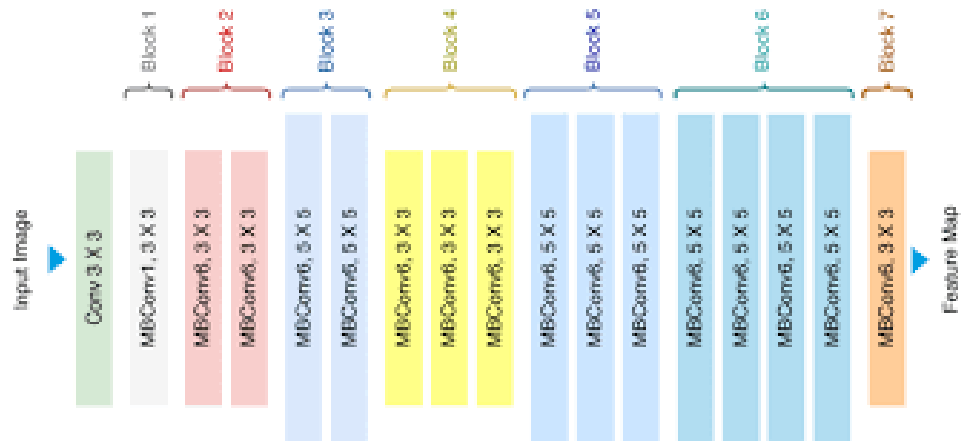 Input Image
Conv 3 X 3
Block 1
MBConv1, 3 X 3
Block 2
MBConv6, 3 X 3
MBConv6, 3 X 3
Block 3
MBConv6, 5 X 5
MBConv6, 5 X 5
Block 4
MBConv6, 3 X 3
MBConv6, 3 X 3
MBConv6, 3 X 3
Block 5
MBConv6, 5 X 5
MBConv6, 5 X 5
MBConv6, 5 X 5
Block 6
MBConv6, 5 X 5
MBConv6, 5 X 5
MBConv6, 5 X 5
MBConv6, 5 X 5
Block 7
MBConv6, 3 X 3
Feature Map